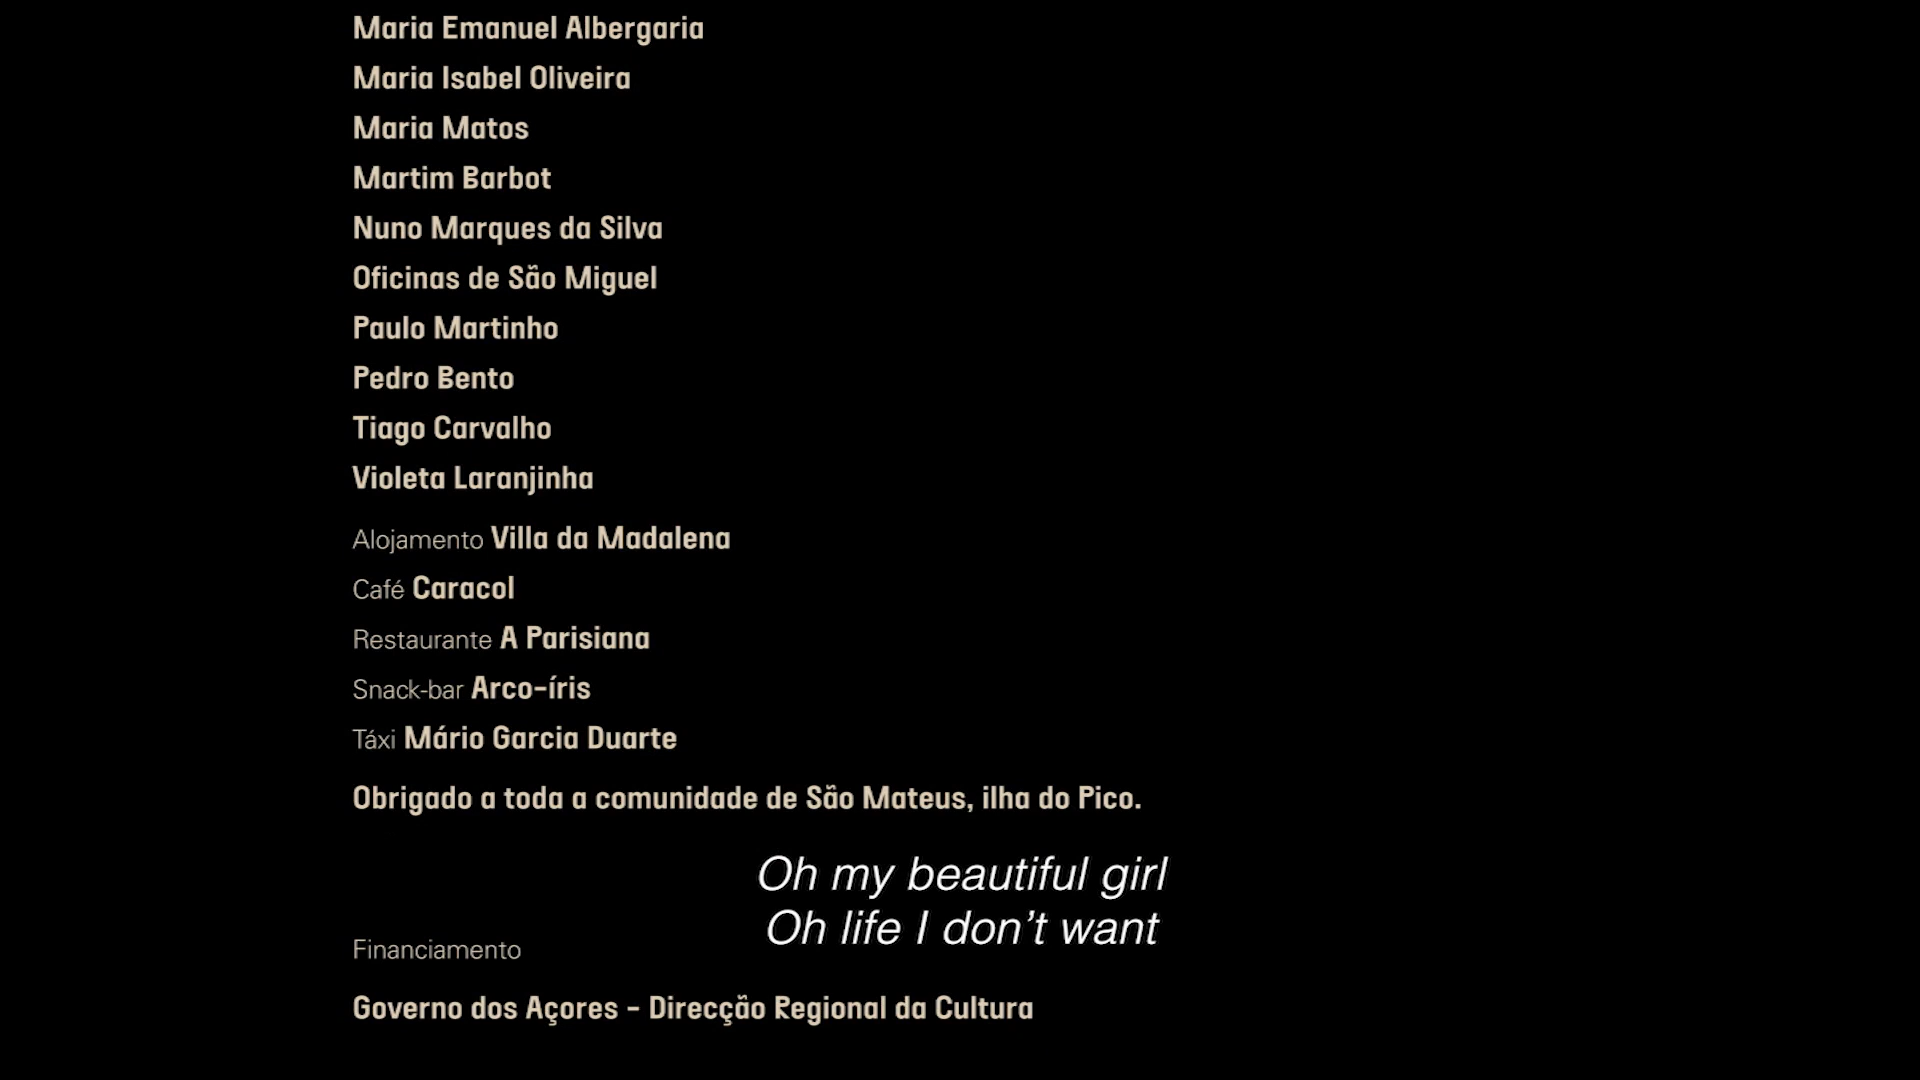 Maria Emanuel Albergaria
Maria Isabel Oliveira
Maria Matos
Martim Barbot
Nuno Marques da Silva
Oficinas de São Miguel
Paulo Martinho
Pedro Bento
Tiago Carvalho
Violeta Laranjinha
Alojamento Villa da Madalena
Café Caracol
Restaurante A Parisiana
Snack-bar Arco-íris
Táxi Mário Garcia Duarte
Obrigado a toda a comunidade de São Mateus, ilha do Pico.
Oh my beautiful girl
Oh life I don’t want
Financiamento
Governo dos Açores - Direcção Regional da Cultura